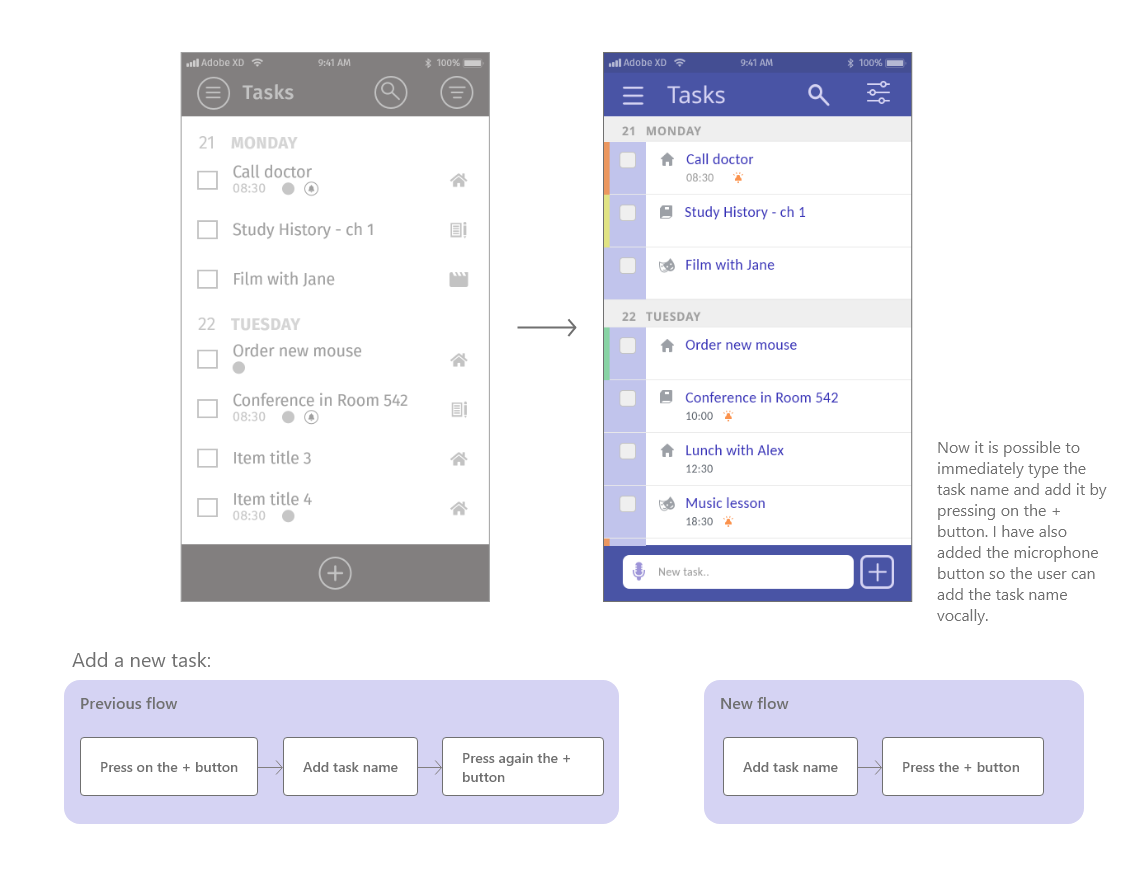 Adobe XD 9:41 AM 100%
Tasks
21 MONDAY
Call doctor
08:30
Study History - ch 1
Film with Jane
22 TUESDAY
Order new mouse
Conference in Room 542
08:30
Item title 3
Item title 4
08:30
Adobe XD 9:41 AM 100%
Tasks
21 MONDAY
Call doctor
08:30
Study History - ch 1
Film with Jane
22 TUESDAY
Order new mouse
Conference in Room 542
10:00
Lunch with Alex
12:30
Music lesson
18:30
New task..
Now it is possible to
immediately type the
task name and add it by
pressing on the +
button. I have also
added the microphone
button so the user can
add the task name
vocally.
Add a new task:
Previous flow
Press on the + button
Add task name
Press again the +
button
New flow
Add task name
Press the + button